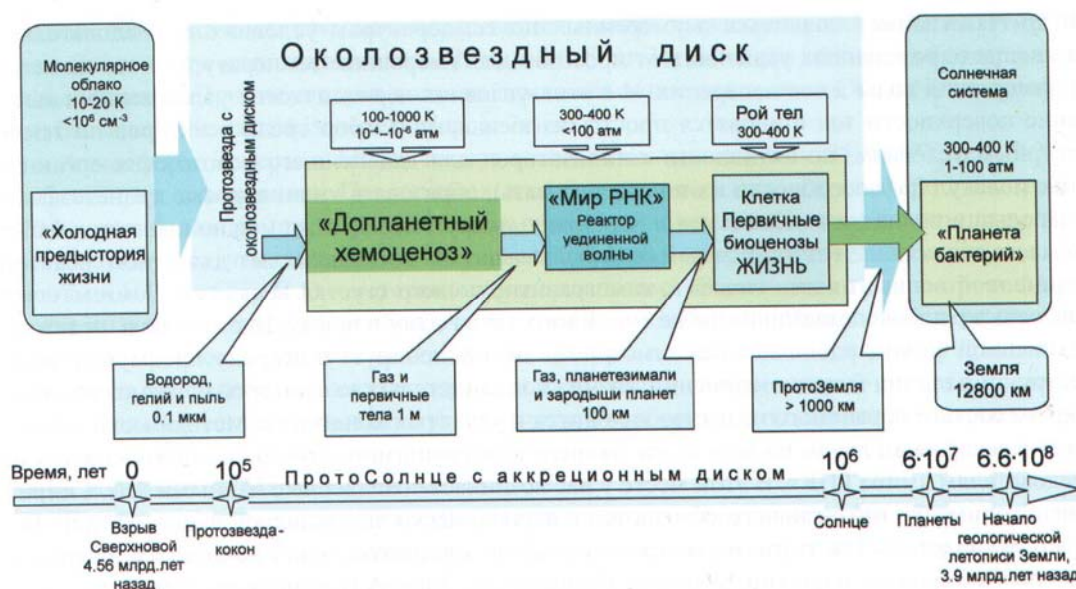 Околозвездный диск
Молекулярное
облако
10-20 К
<10⁶ см⁻³
«Холодная
предыстория
жизни
Протозвезда с
околозвездным диском
100-1000 К
10⁻⁴–10⁻⁶ атм
300-400 К
<100 атм
Рой тел
300-400 К
«Допланетный
хемоценоз»
«Мир РНК»
Реактор
уединенной
волны
Клетка
Первичные
биоценозы
ЖИЗНЬ
Солнечная
система
300-400 К
1-100 атм
«Планета
бактерий»
Водород,
гелий и пыль
0.1 мкм
Газ и
первичные
тела 1 м
Газ, планетезимали
и зародыши планет
100 км
ПротоЗемля
> 1000 км
Земля
12800 км
Время, лет
0
10⁵
ПротоСолнце с аккреционным диском
10⁶
6·10⁷
6.6·10⁸
Взрыв
Сверхновой
4.56 млрд.лет
назад
Протозвезда-
кокон
Солнце
Планеты
Начало
геологической
летописи Земли,
3.9 млрд.лет назад